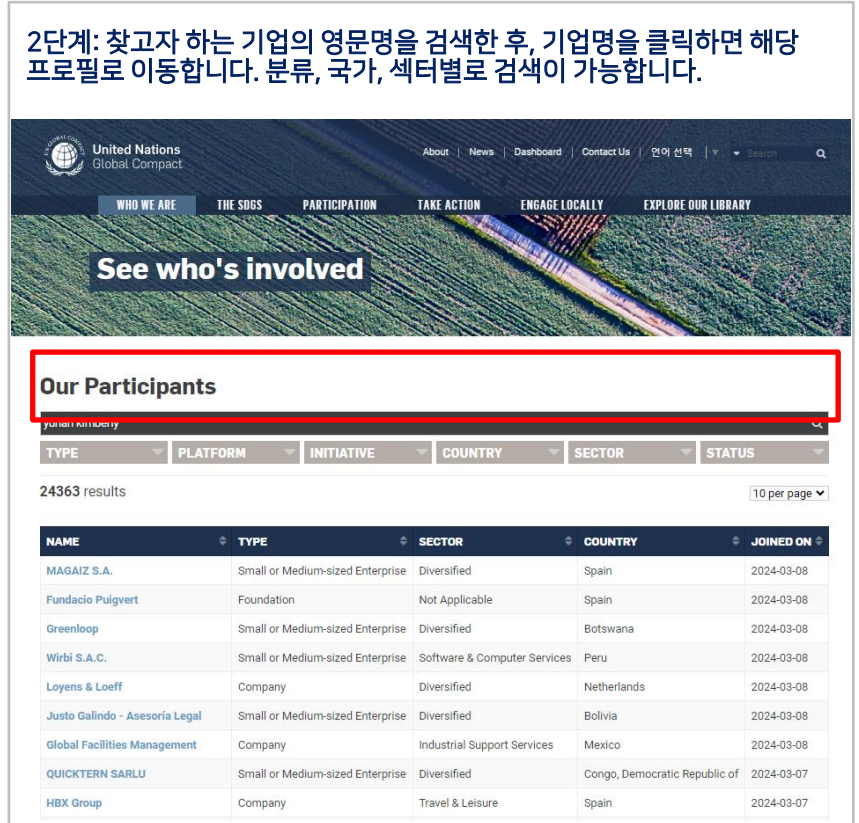 2단계: 찾고자 하는 기업의 영문명을 검색한 후, 기업명을 클릭하면 해당
프로필로 이동합니다. 분류, 국가, 섹터별로 검색이 가능합니다.
United Nations
Global Compact
About | News | Dashboard | Contact Us | 언어 선택 | ▼ Search
WHO WE ARE THE SDGS PARTICIPATION TAKE ACTION ENGAGE LOCALLY EXPLORE OUR LIBRARY
See who's involved
Our Participants
TYPE PLATFORM INITIATIVE COUNTRY SECTOR STATUS
24363 results
10 per page
NAME TYPE SECTOR COUNTRY JOINED ON
MAGAIZ S.A. Small or Medium-sized Enterprise Diversified Spain 2024-03-08
Fundacio Puigvert Foundation Not Applicable Spain 2024-03-08
Greenloop Small or Medium-sized Enterprise Diversified Botswana 2024-03-08
Wirbi S.A.C. Small or Medium-sized Enterprise Software & Computer Services Peru 2024-03-08
Loyens & Loeff Company Diversified Netherlands 2024-03-08
Justo Galindo - Asesoría Legal Small or Medium-sized Enterprise Diversified Bolivia 2024-03-08
Global Facilities Management Company Industrial Support Services Mexico 2024-03-08
QUICKTERN SARLU Small or Medium-sized Enterprise Diversified Congo, Democratic Republic of 2024-03-07
HBX Group Company Travel & Leisure Spain 2024-03-07